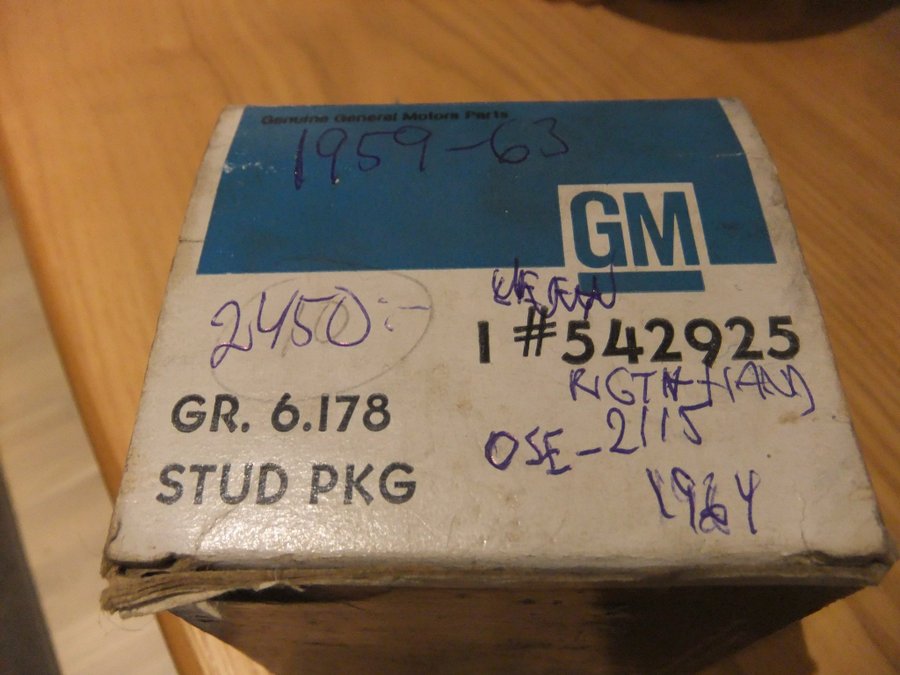 Genuine General Motors Parts
1959-63
GM
2450:-
1 #542925
RIGTH-HAND
GR. 6.178
OSE-2115
STUD PKG
1964